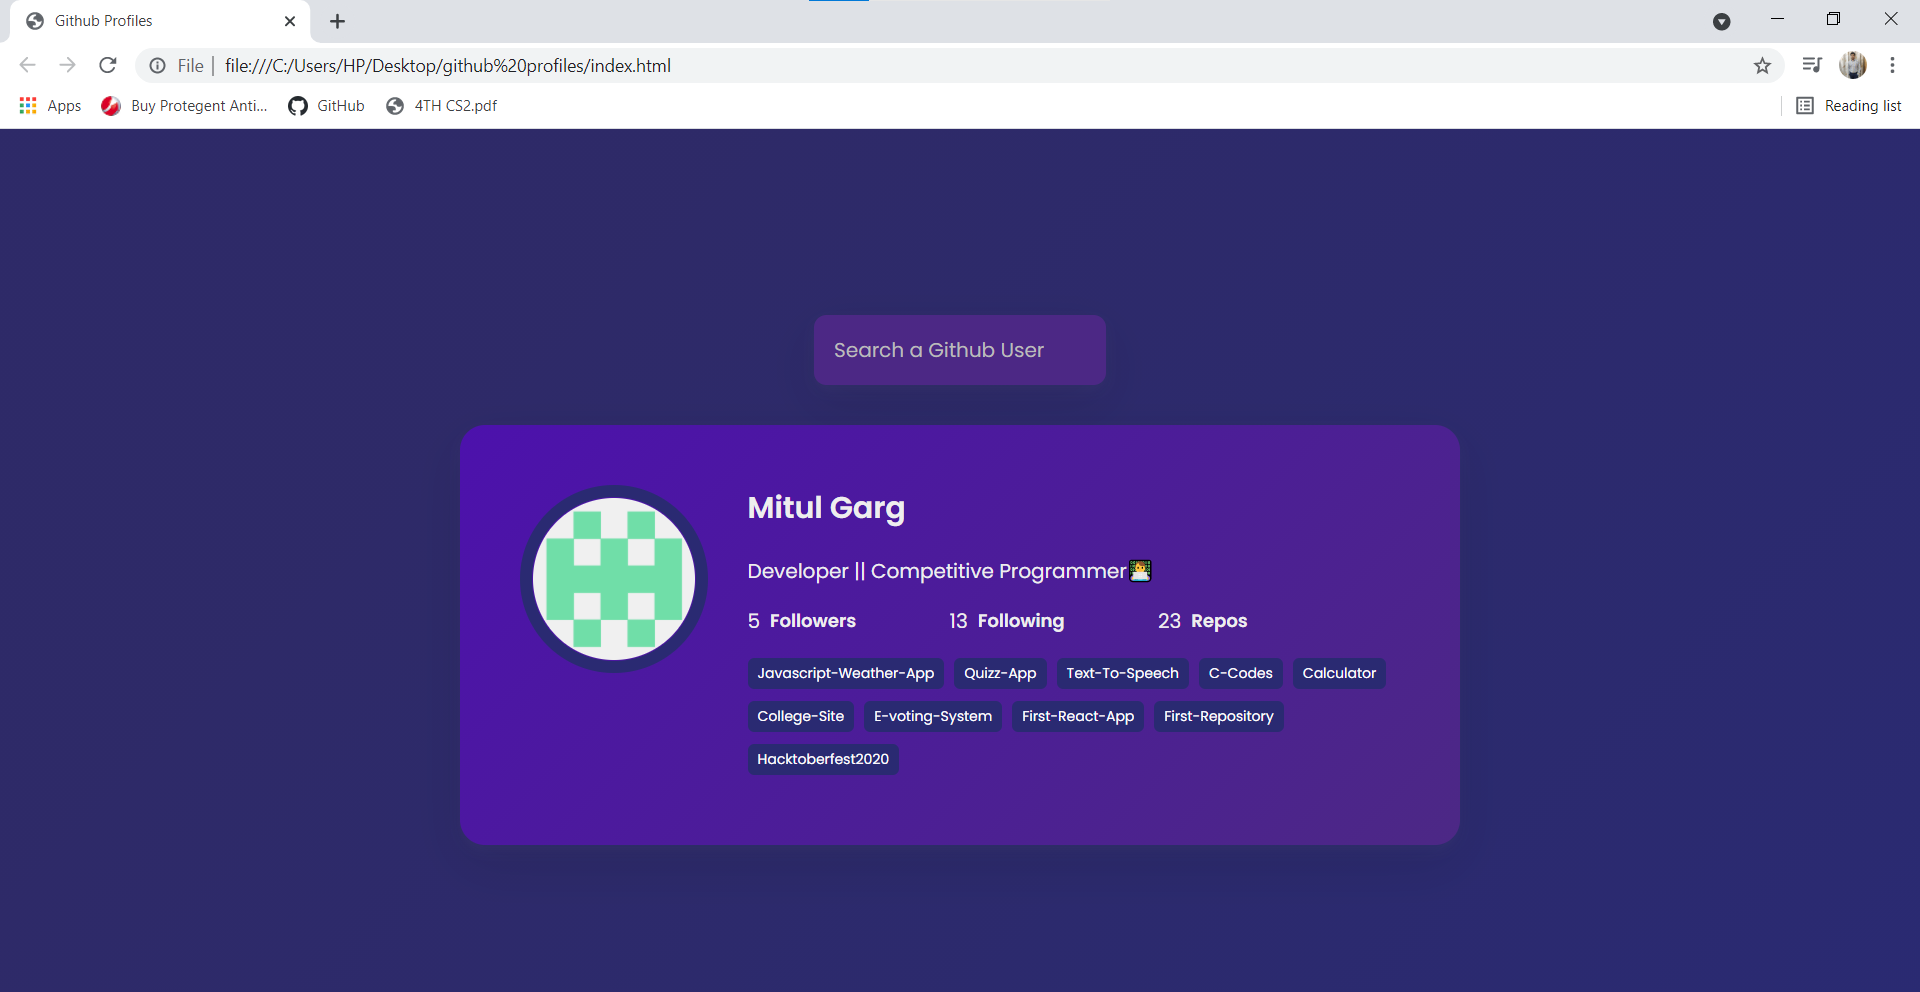 Github Profiles
File | file:///C:/Users/HP/Desktop/github%20profiles/index.html
Apps Buy Protegent Anti... GitHub 4TH CS2.pdf Reading list
Search a Github User
Mitul Garg
Developer || Competitive Programmer👨‍💻
5 Followers 13 Following 23 Repos
Javascript-Weather-App Quizz-App Text-To-Speech C-Codes Calculator
College-Site E-voting-System First-React-App First-Repository
Hacktoberfest2020